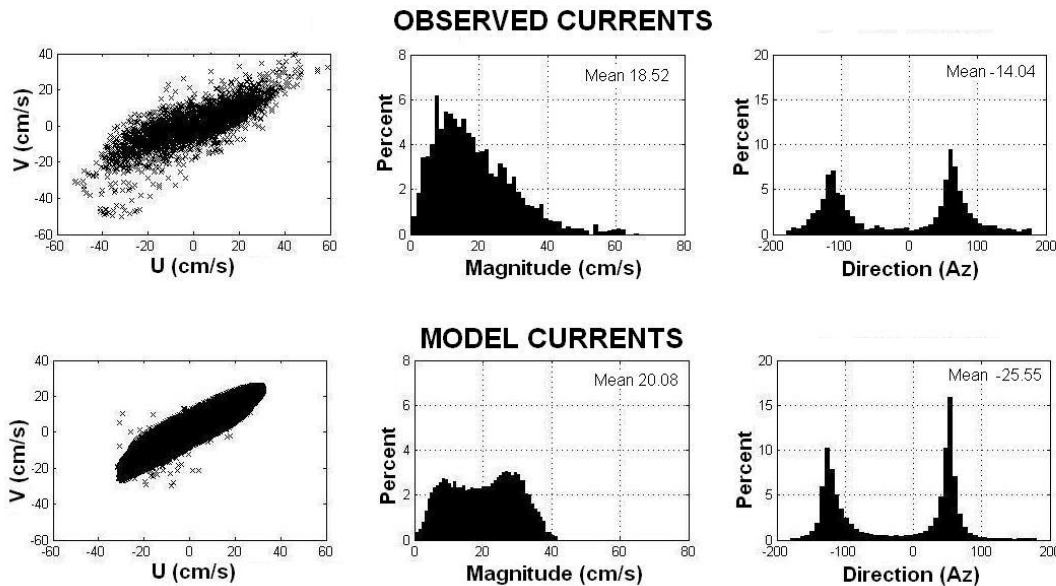 OBSERVED CURRENTS
40
20
0
-20
-40
-60
-60 -40 -20 0 20 40 60
V (cm/s)
U (cm/s)
8
6
4
2
0
0 20 40 60 80
Mean 18.52
Percent
Magnitude (cm/s)
20
15
10
5
0
-200 -100 0 100 200
Mean -14.04
Percent
Direction (Az)
MODEL CURRENTS
40
20
0
-20
-40
-60
-60 -40 -20 0 20 40 60
V (cm/s)
U (cm/s)
8
6
4
2
0
0 20 40 60 80
Mean 20.08
Percent
Magnitude (cm/s)
20
15
10
5
0
-200 -100 0 100 200
Mean -25.55
Percent
Direction (Az)